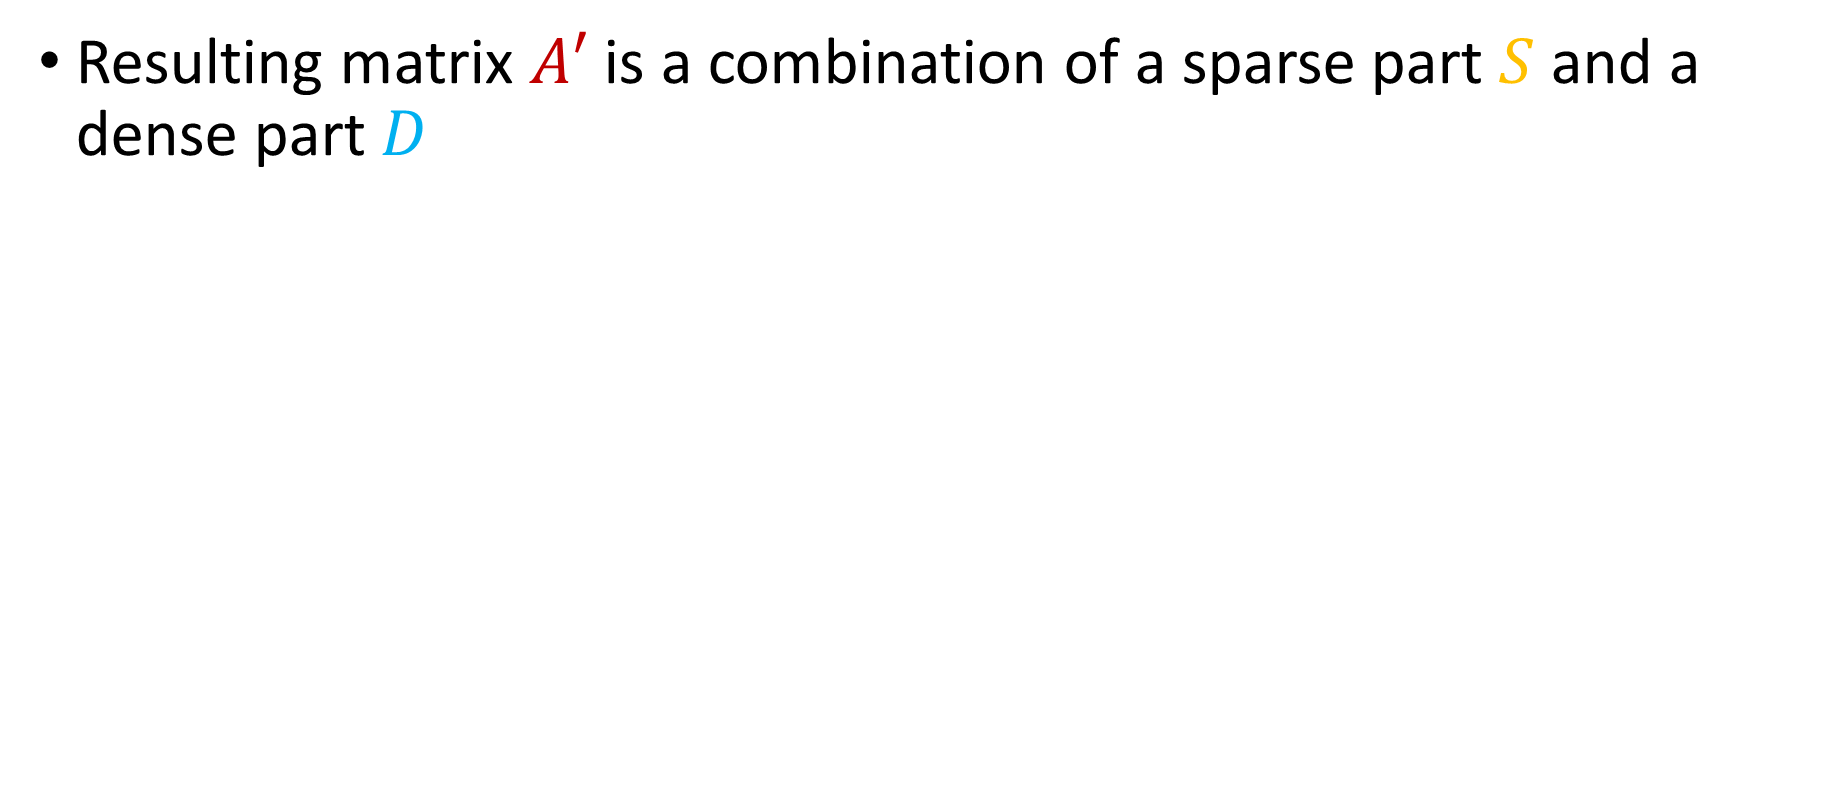 • Resulting matrix A′ is a combination of a sparse part S and a
dense part D